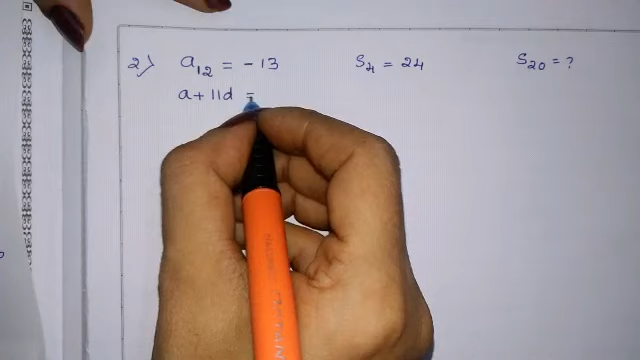 2) a₁₂ = -13 S₄ = 24 S₂₀ = ?
a + 11d =